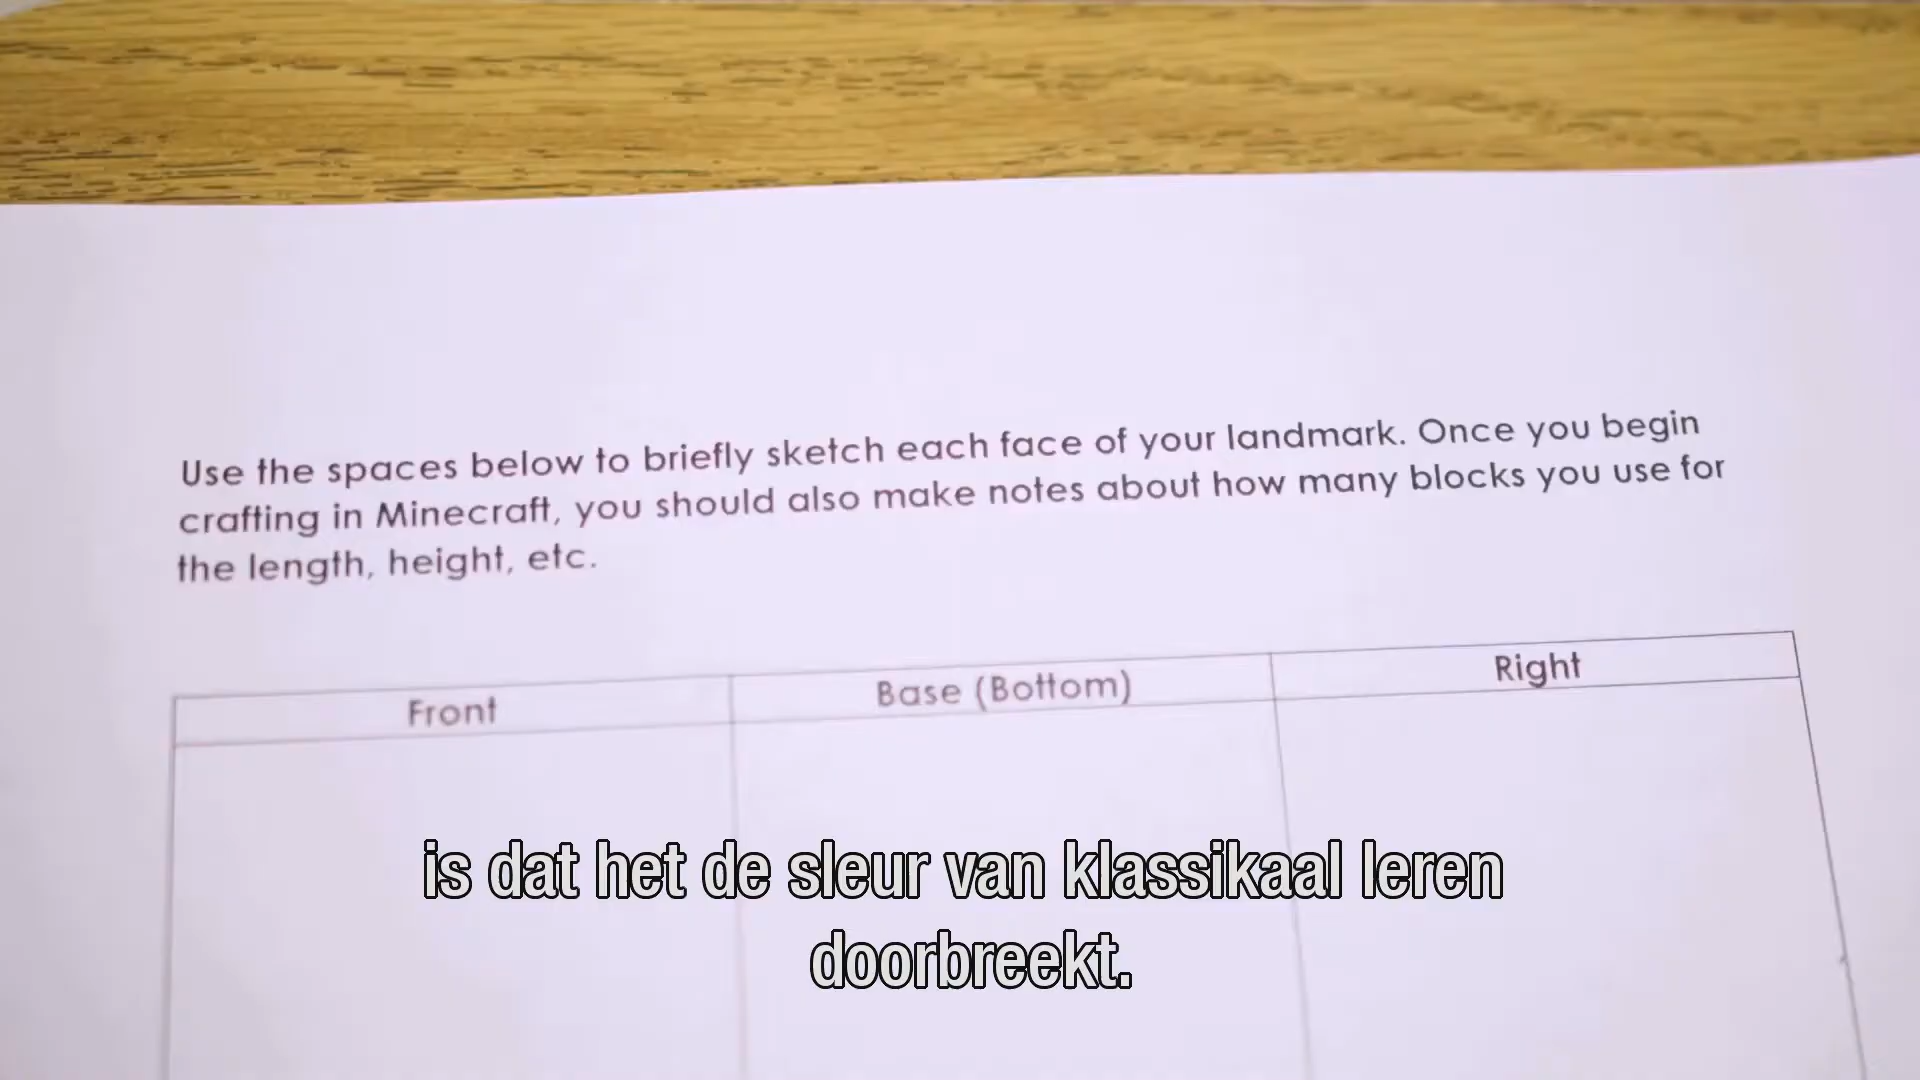 Use the spaces below to briefly sketch each face of your landmark. Once you begin
crafting in Minecraft, you should also make notes about how many blocks you use for
the length, height, etc.
Front
Base (Bottom)
Right
is dat het de sleur van klassikaal leren
doorbreekt.